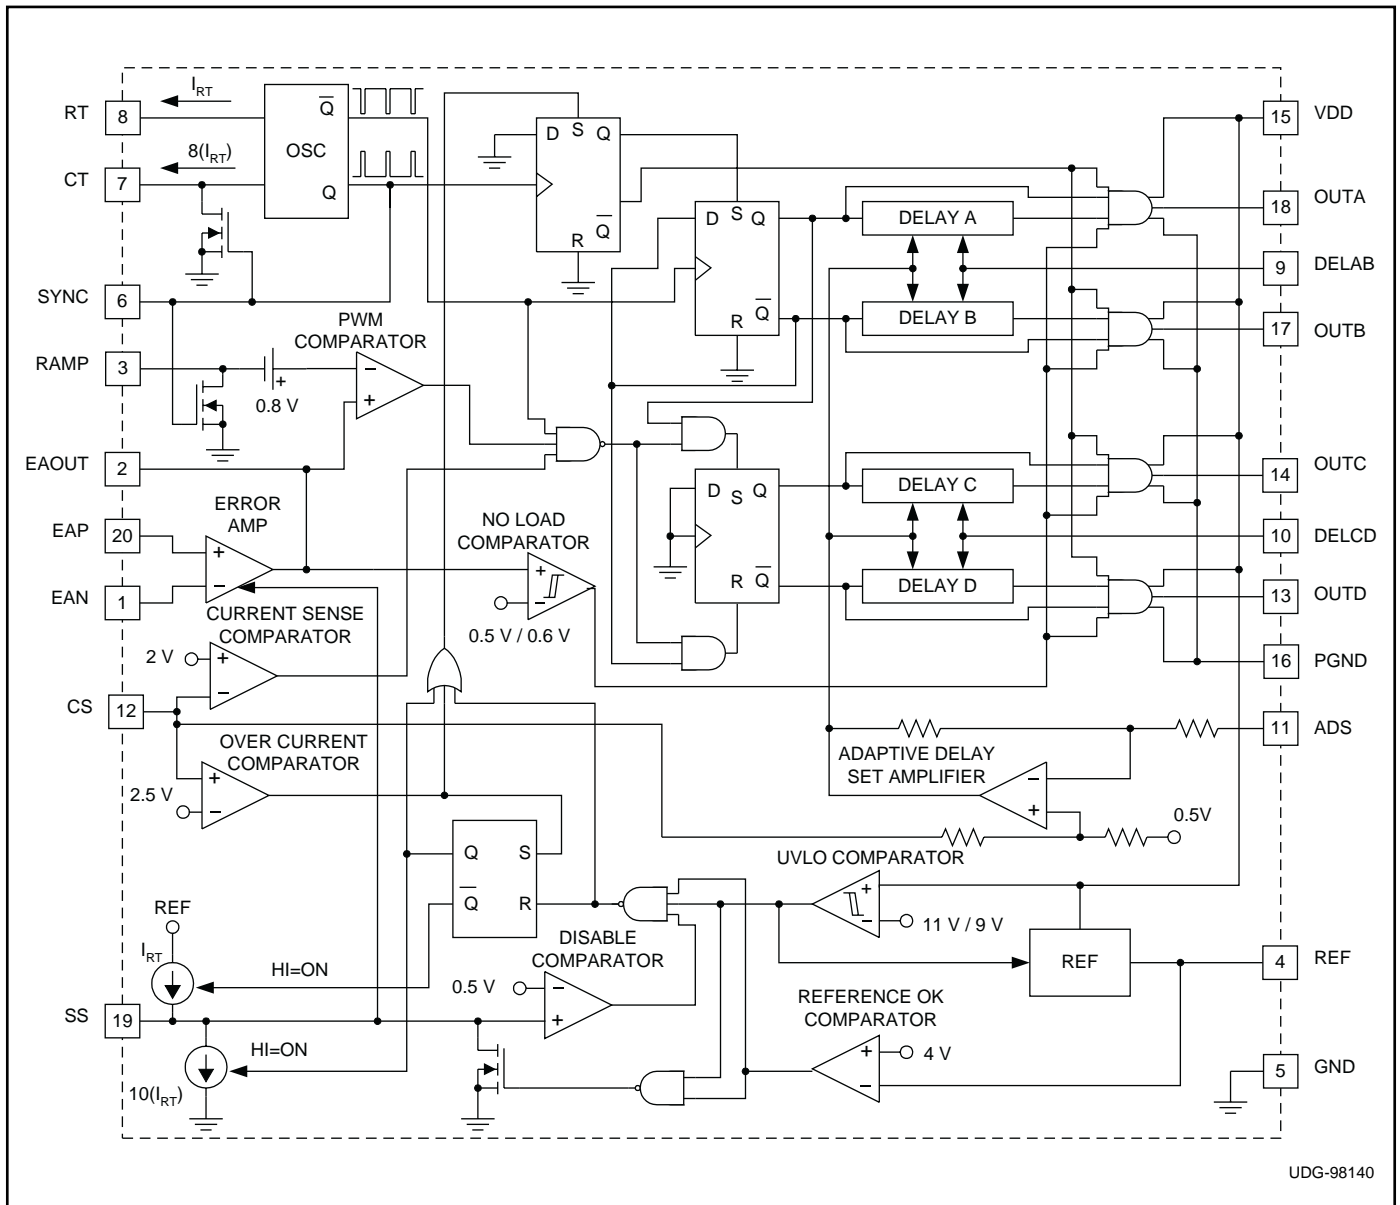 RT
8
I_RT
Q̅
OSC
Q
CT
7
8(I_RT)
SYNC
6
RAMP
3
+
0.8 V
PWM
COMPARATOR
−
+
EAOUT
2
ERROR
AMP
EAP
20
+
−
EAN
1
D S Q
R Q̅
D S Q
R Q̅
D S Q
R Q̅
DELAY A
DELAY B
DELAY C
DELAY D
15 VDD
18 OUTA
9 DELAB
17 OUTB
14 OUTC
10 DELCD
13 OUTD
16 PGND
11 ADS
NO LOAD
COMPARATOR
+
−
0.5 V / 0.6 V
CURRENT SENSE
COMPARATOR
2 V
+
−
CS
12
OVER CURRENT
COMPARATOR
2.5 V
+
−
ADAPTIVE DELAY
SET AMPLIFIER
−
+
0.5V
Q S
Q̅ R
UVLO COMPARATOR
+
−
11 V / 9 V
REF
I_RT
HI=ON
DISABLE
COMPARATOR
0.5 V
−
+
REF
4 REF
SS
19
HI=ON
10(I_RT)
REFERENCE OK
COMPARATOR
+
−
4 V
5 GND
UDG-98140